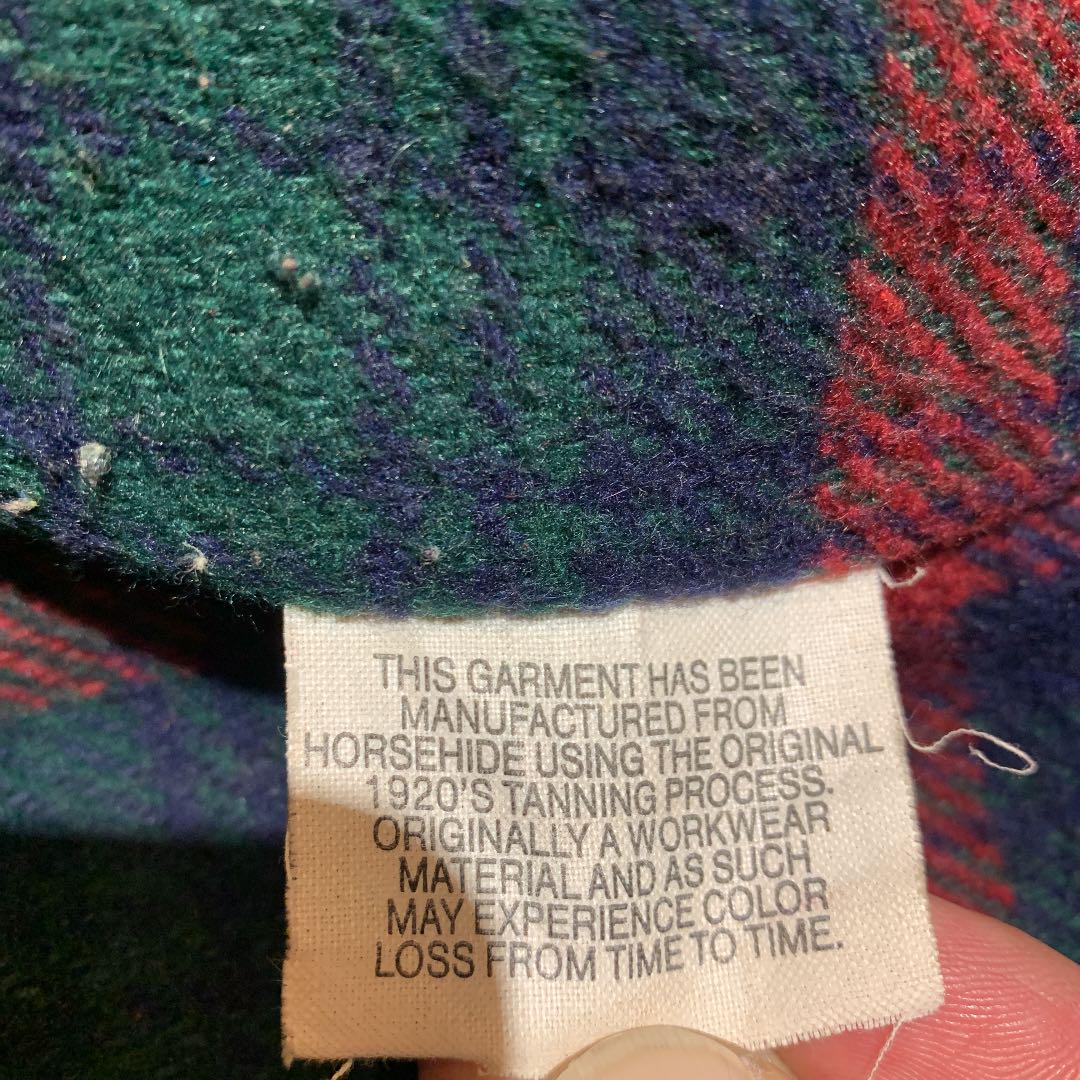 THIS GARMENT HAS BEEN
MANUFACTURED FROM
HORSEHIDE USING THE ORIGINAL
1920'S TANNING PROCESS.
ORIGINALLY A WORKWEAR
MATERIAL AND AS SUCH
MAY EXPERIENCE COLOR
LOSS FROM TIME TO TIME.